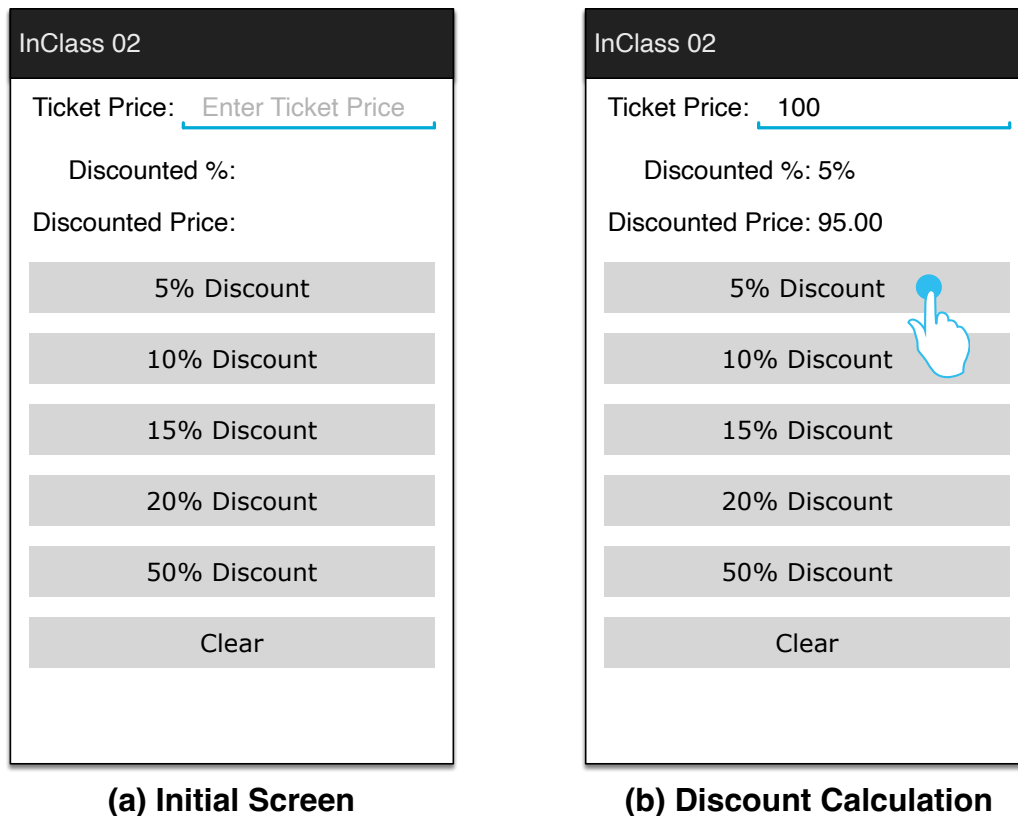 InClass 02
Ticket Price: Enter Ticket Price
Discounted %:
Discounted Price:
5% Discount
10% Discount
15% Discount
20% Discount
50% Discount
Clear
(a) Initial Screen
InClass 02
Ticket Price: 100
Discounted %: 5%
Discounted Price: 95.00
5% Discount
10% Discount
15% Discount
20% Discount
50% Discount
Clear
(b) Discount Calculation